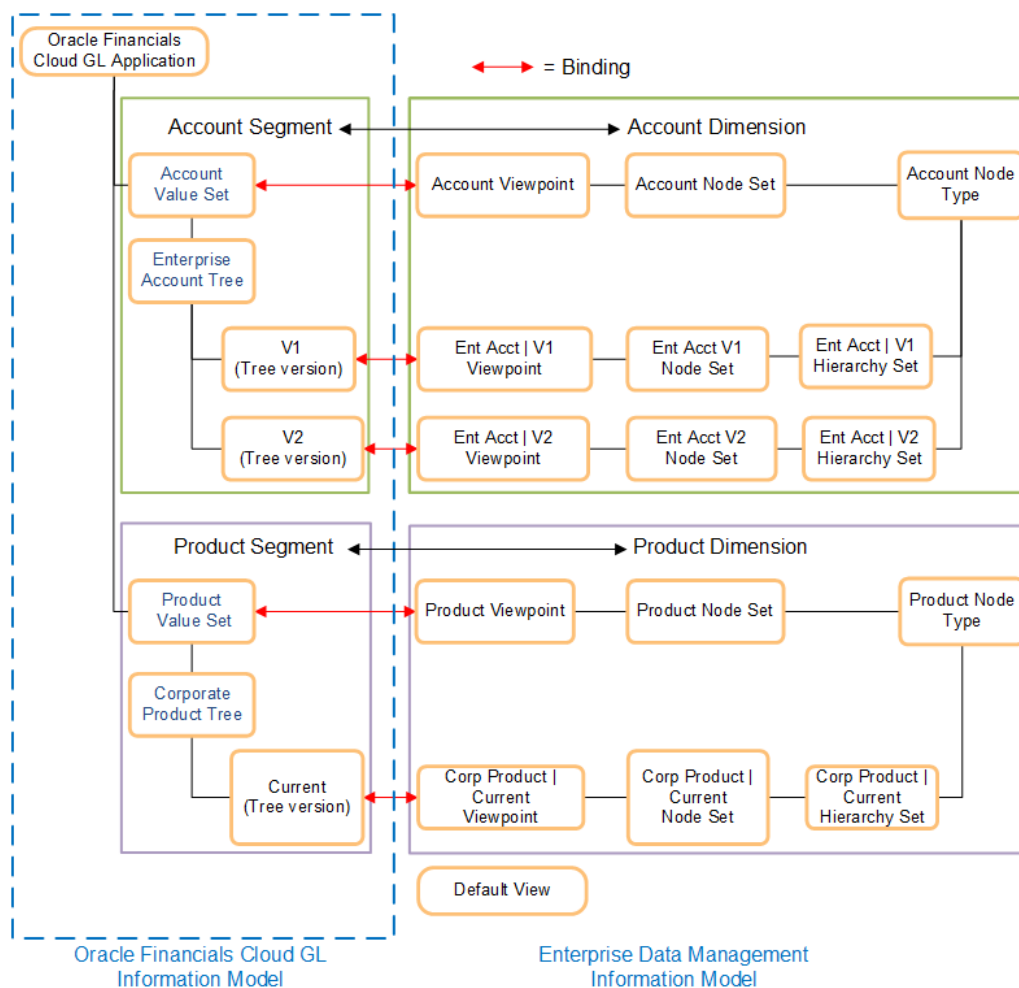 Oracle Financials
Cloud GL Application
= Binding
Account Segment
Account Dimension
Account
Value Set
Account Viewpoint
Account Node Set
Account Node
Type
Enterprise
Account Tree
V1
(Tree version)
Ent Acct | V1
Viewpoint
Ent Acct V1
Node Set
Ent Acct | V1
Hierarchy Set
V2
(Tree version)
Ent Acct | V2
Viewpoint
Ent Acct V2
Node Set
Ent Acct | V2
Hierarchy Set
Product Segment
Product Dimension
Product
Value Set
Product Viewpoint
Product Node Set
Product Node
Type
Corporate
Product Tree
Current
(Tree version)
Corp Product |
Current
Viewpoint
Corp Product |
Current
Node Set
Corp Product |
Current
Hierarchy Set
Default View
Oracle Financials Cloud GL
Information Model
Enterprise Data Management
Information Model